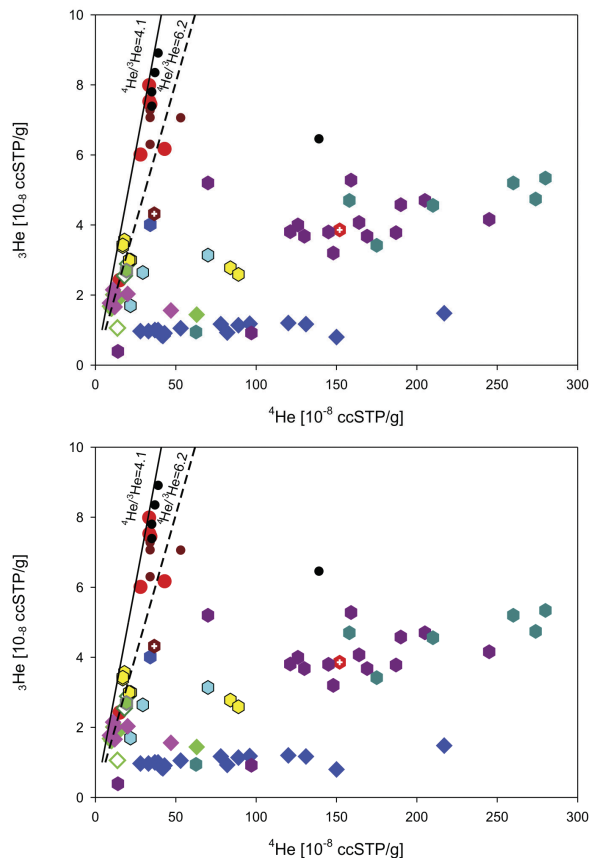 10
8
6
4
2
0
₃He [10₋₈ ccSTP/g]
⁴He/³He=4.1
⁴He/³He=6.2
0 50 100 150 200 250 300
⁴He [10⁻⁸ ccSTP/g]
10
8
6
4
2
0
₃He [10₋₈ ccSTP/g]
⁴He/³He=4.1
⁴He/³He=6.2
0 50 100 150 200 250 300
⁴He [10⁻⁸ ccSTP/g]